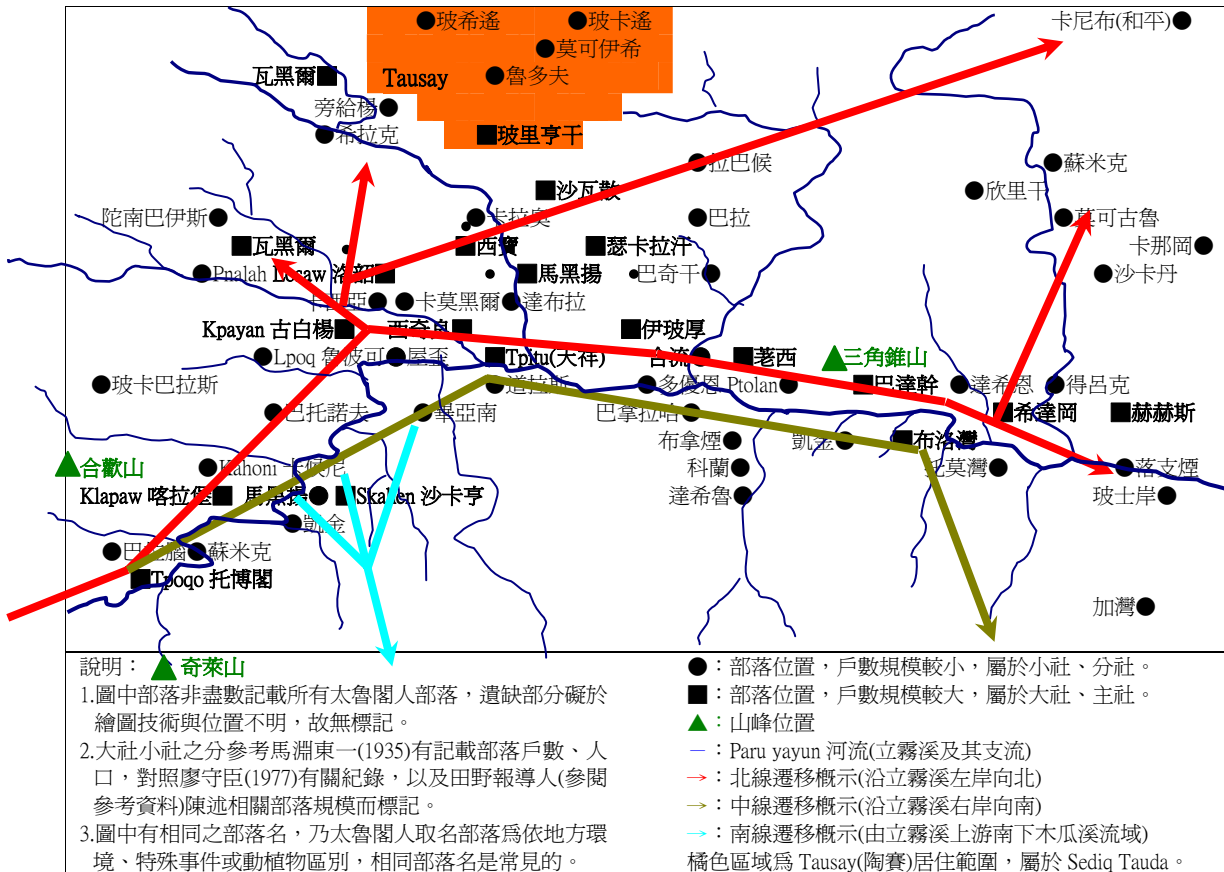 玻希遙
玻卡遙
卡尼布(和平)
莫可伊希
瓦黑爾
Tausay
魯多夫
旁給楊
希拉克
玻里亨干
拉巴候
蘇米克
沙瓦散
欣里干
陀南巴伊斯
卡拉奧
巴拉
莫可古魯
瓦黑爾
西寶
瑟卡拉汗
卡那岡
Pnalah
Losaw 洛韶
馬黑揚
巴奇干
沙卡丹
卡莫黑爾
達布拉
Kpayan 古白楊
伊玻厚
Lpoq 魯彼可
屋歪
Tpitu(天祥)
合流
荖西
三角錐山
玻卡巴拉斯
道拉斯
多優恩
Ptolan
巴達幹
達希恩
得呂克
巴托諾夫
畢亞南
巴拿拉哈
希達岡
赫赫斯
布拿煙
凱金
布洛灣
合歡山
Kahoni 卡候尼
科蘭
托莫灣
落支煙
Klapaw 喀拉堡
馬黑揚
Skahen 沙卡亨
達希魯
玻士岸
凱金
巴拉腦
蘇米克
Tpoqo 托博閣
加灣
說明：
奇萊山
1.圖中部落非盡數記載所有太魯閣人部落，遺缺部分礙於
繪圖技術與位置不明，故無標記。
2.大社小社之分參考馬淵東一(1935)有記載部落戶數、人
口，對照廖守臣(1977)有關紀錄，以及田野報導人(參閱
參考資料)陳述相關部落規模而標記。
3.圖中有相同之部落名，乃太魯閣人取名部落為依地方環
境、特殊事件或動植物區別，相同部落名是常見的。
●：部落位置，戶數規模較小，屬於小社、分社。
■：部落位置，戶數規模較大，屬於大社、主社。
▲：山峰位置
－：Paru yayun 河流(立霧溪及其支流)
→：北線遷移概示(沿立霧溪左岸向北)
→：中線遷移概示(沿立霧溪右岸向南)
→：南線遷移概示(由立霧溪上游南下木瓜溪流域)
橘色區域為 Tausay(陶賽)居住範圍，屬於 Sediq Tauda。